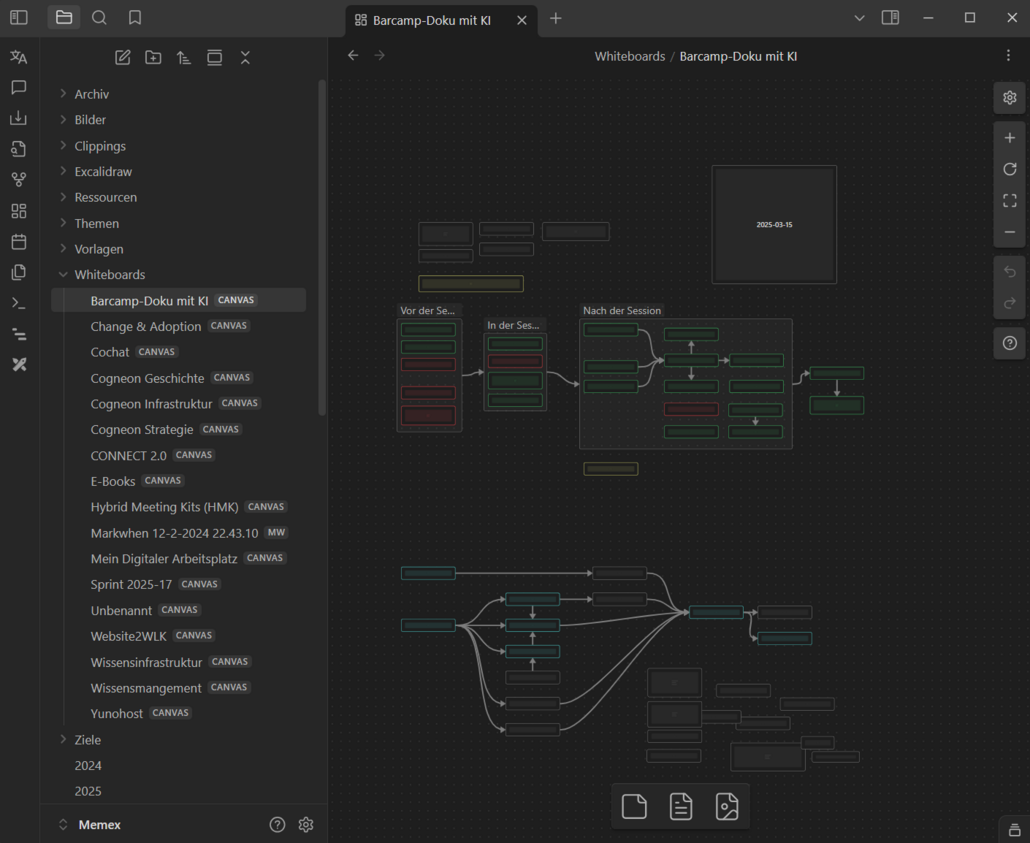 Barcamp-Doku mit KI
Whiteboards / Barcamp-Doku mit KI
Archiv
Bilder
Clippings
Excalidraw
Ressourcen
Themen
Vorlagen
Whiteboards
Barcamp-Doku mit KI CANVAS
Change & Adoption CANVAS
Cochat CANVAS
Cogneon Geschichte CANVAS
Cogneon Infrastruktur CANVAS
Cogneon Strategie CANVAS
CONNECT 2.0 CANVAS
E-Books CANVAS
Hybrid Meeting Kits (HMK) CANVAS
Markwhen 12-2-2024 22.43.10 MW
Mein Digitaler Arbeitsplatz CANVAS
Sprint 2025-17 CANVAS
Unbenannt CANVAS
Website2WLK CANVAS
Wissensinfrastruktur CANVAS
Wissensmangement CANVAS
Yunohost CANVAS
Ziele
2024
2025
Memex
2025-03-15
Vor der Se...
In der Ses...
Nach der Session